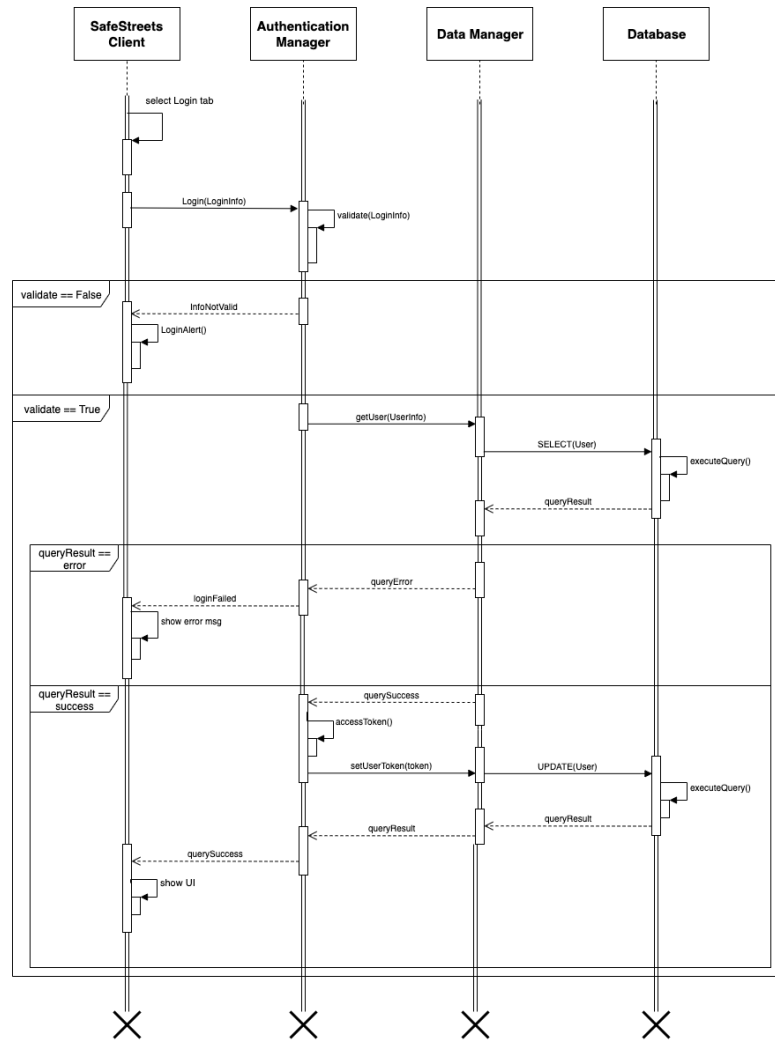 SafeStreets
Client
Authentication
Manager
Data Manager
Database
select Login tab
Login(LoginInfo)
validate(LoginInfo)
validate == False
InfoNotValid
LoginAlert()
validate == True
getUser(UserInfo)
SELECT(User)
executeQuery()
queryResult
queryResult ==
error
queryError
loginFailed
show error msg
queryResult ==
success
querySuccess
accessToken()
setUserToken(token)
UPDATE(User)
executeQuery()
queryResult
queryResult
querySuccess
show UI